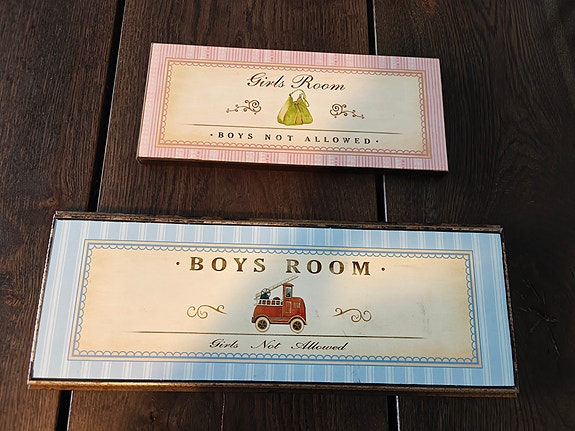 Girls Room
·BOYS NOT ALLOWED·
·BOYS ROOM·
Girls Not Allowed